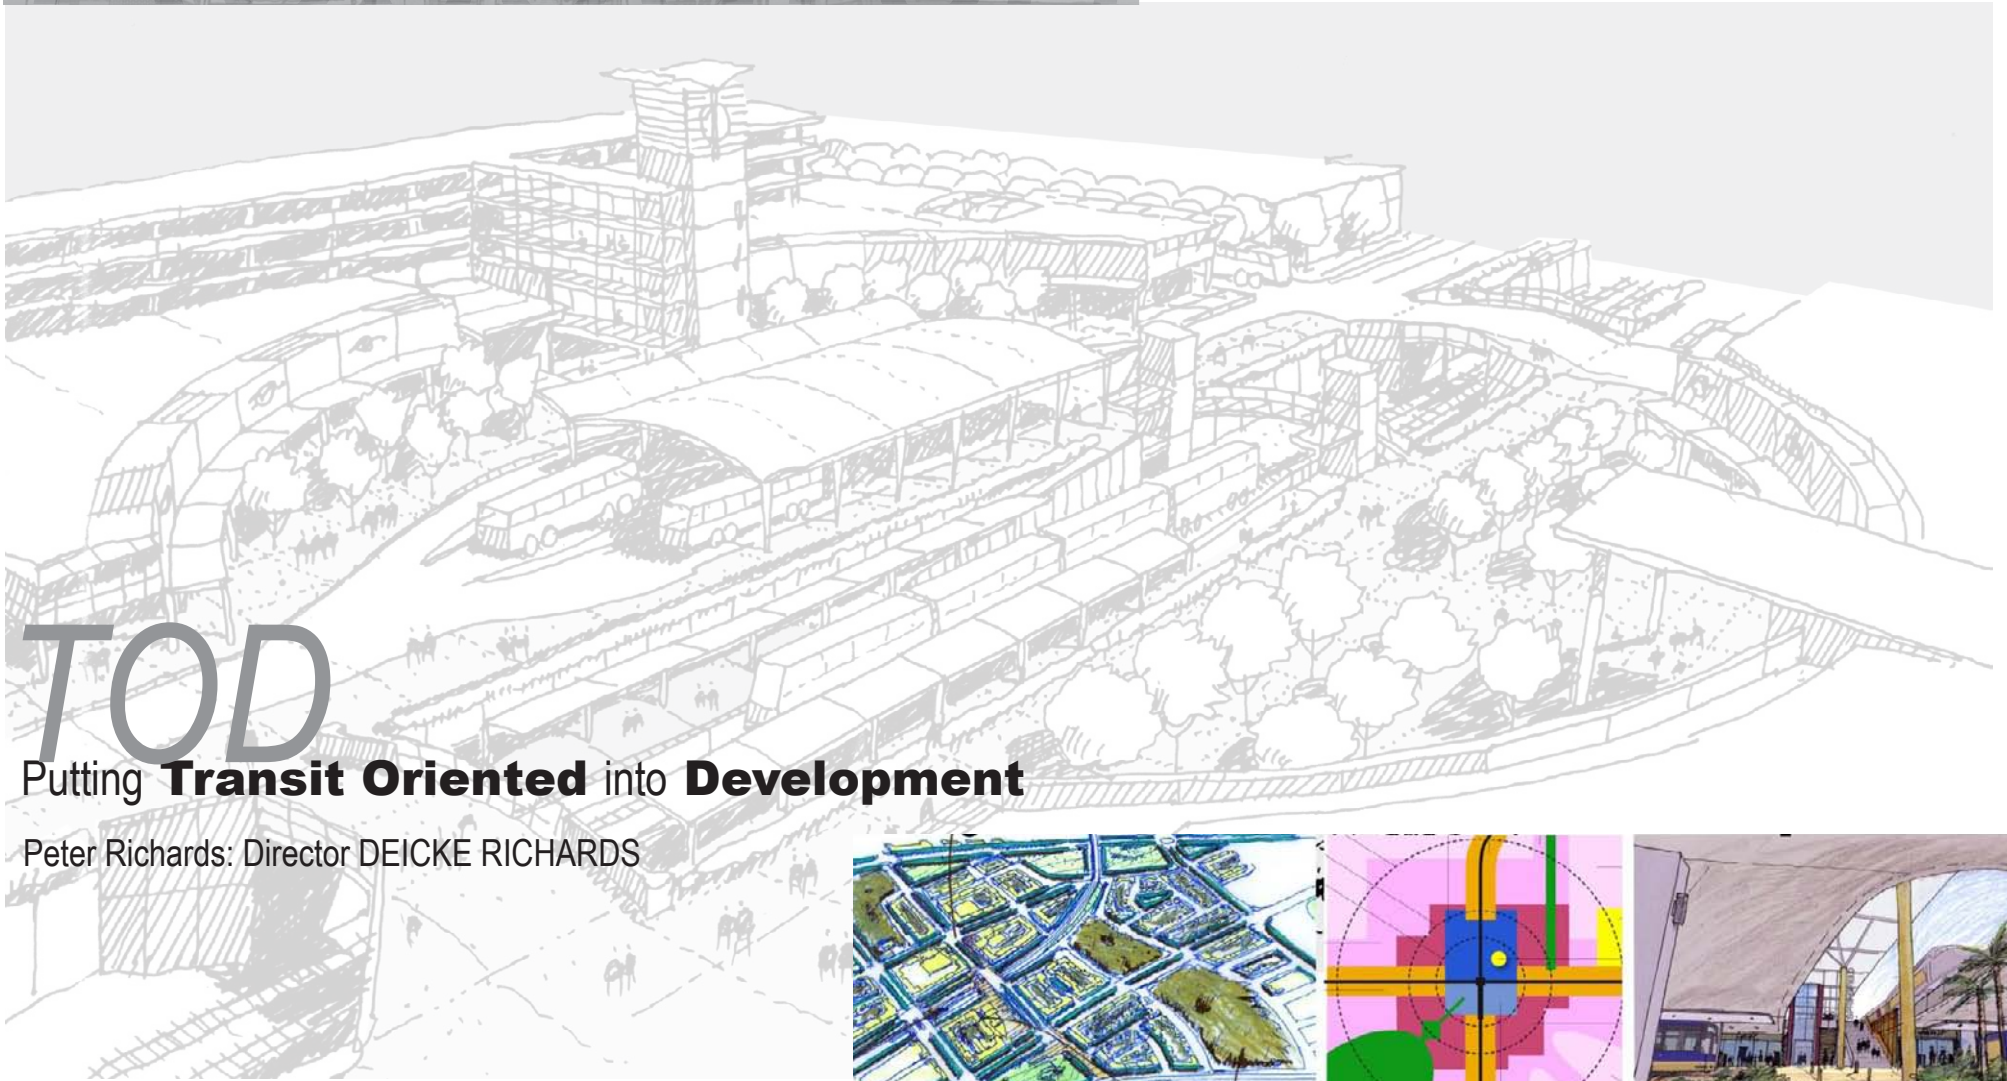 TOD
Putting Transit Oriented into Development
Peter Richards: Director DEICKE RICHARDS